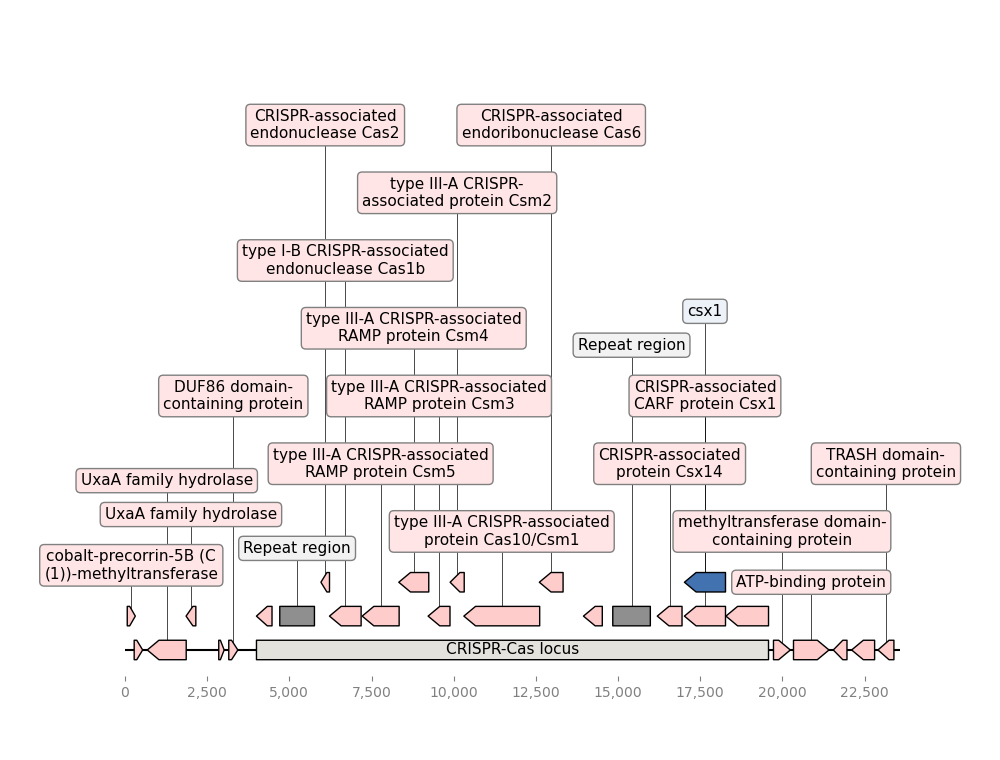 CRISPR-associated
endonuclease Cas2
CRISPR-associated
endoribonuclease Cas6
type III-A CRISPR-
associated protein Csm2
type I-B CRISPR-associated
endonuclease Cas1b
csx1
type III-A CRISPR-associated
RAMP protein Csm4
Repeat region
DUF86 domain-
containing protein
type III-A CRISPR-associated
RAMP protein Csm3
CRISPR-associated
CARF protein Csx1
type III-A CRISPR-associated
RAMP protein Csm5
CRISPR-associated
protein Csx14
TRASH domain-
containing protein
UxaA family hydrolase
UxaA family hydrolase
type III-A CRISPR-associated
protein Cas10/Csm1
methyltransferase domain-
containing protein
Repeat region
cobalt-precorrin-5B (C
(1))-methyltransferase
ATP-binding protein
CRISPR-Cas locus
0
2,500
5,000
7,500
10,000
12,500
15,000
17,500
20,000
22,500